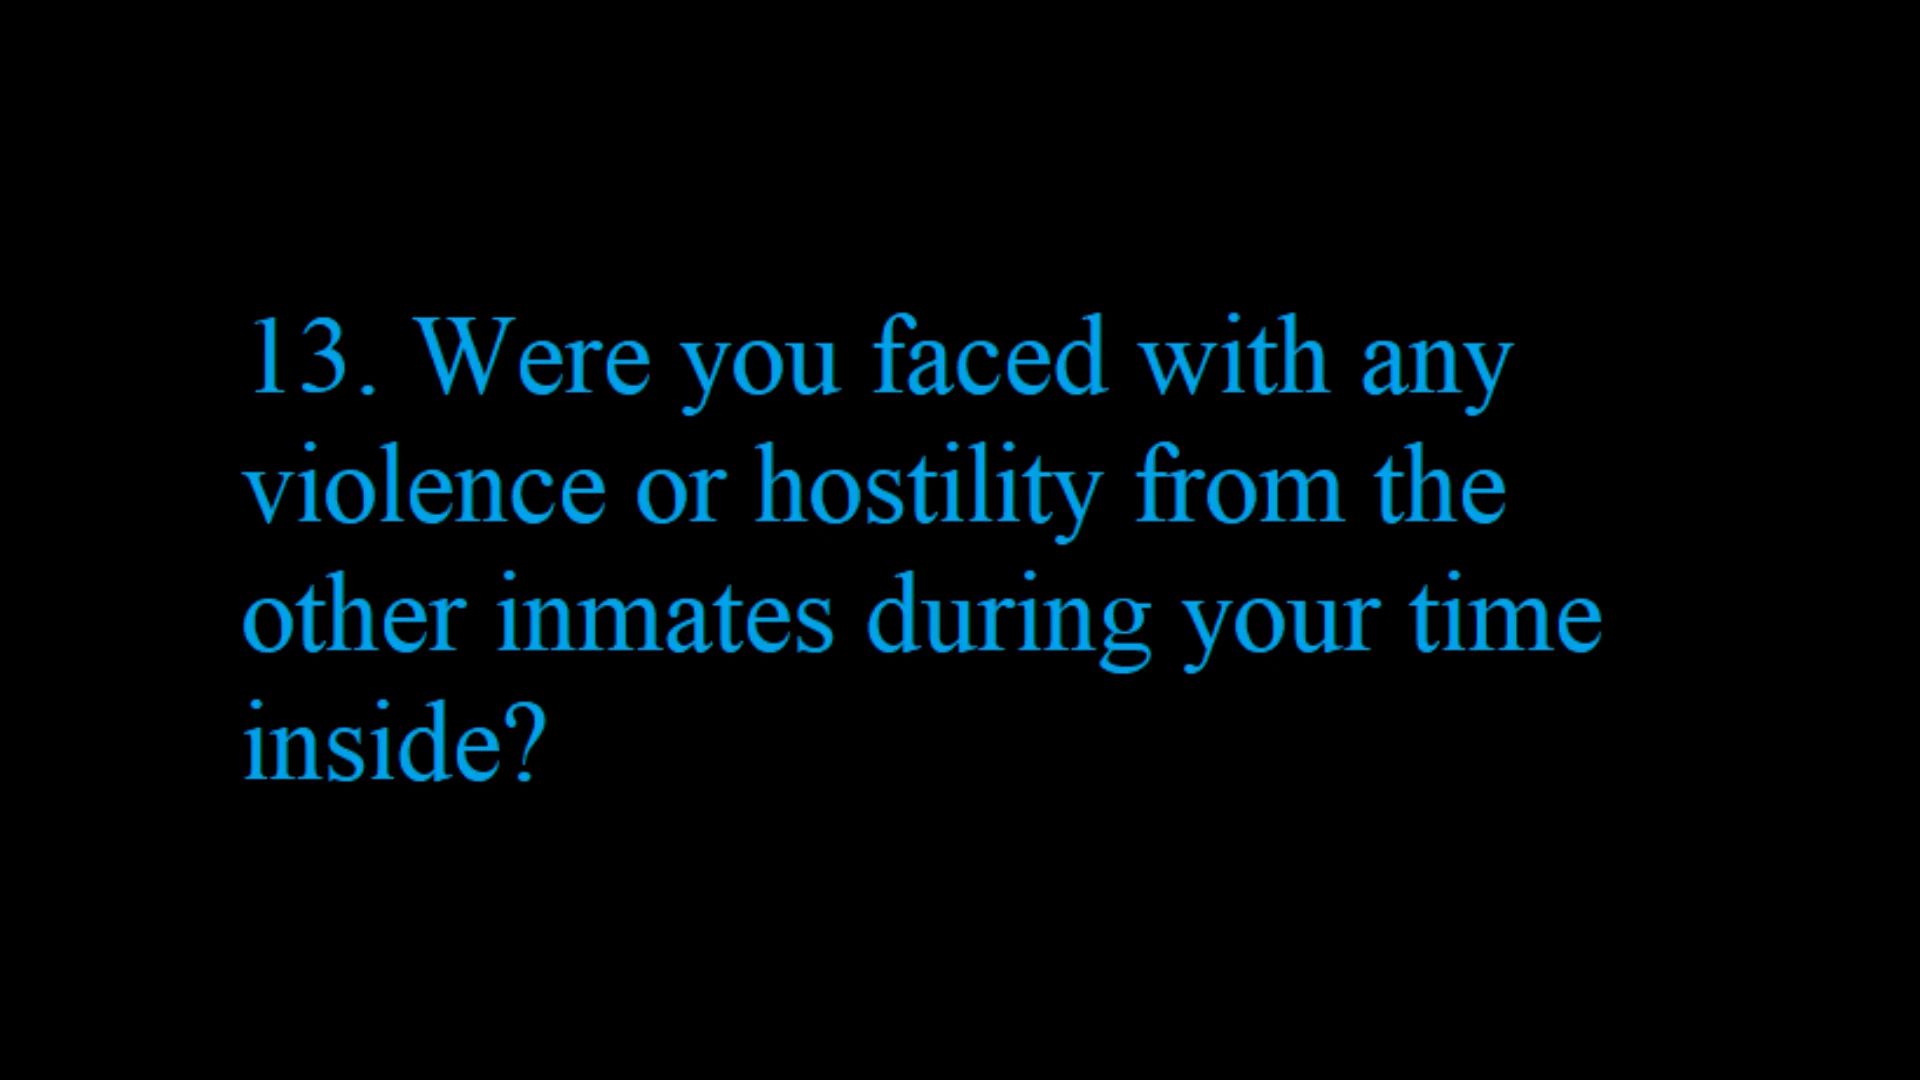 13. Were you faced with any
violence or hostility from the
other inmates during your time
inside?